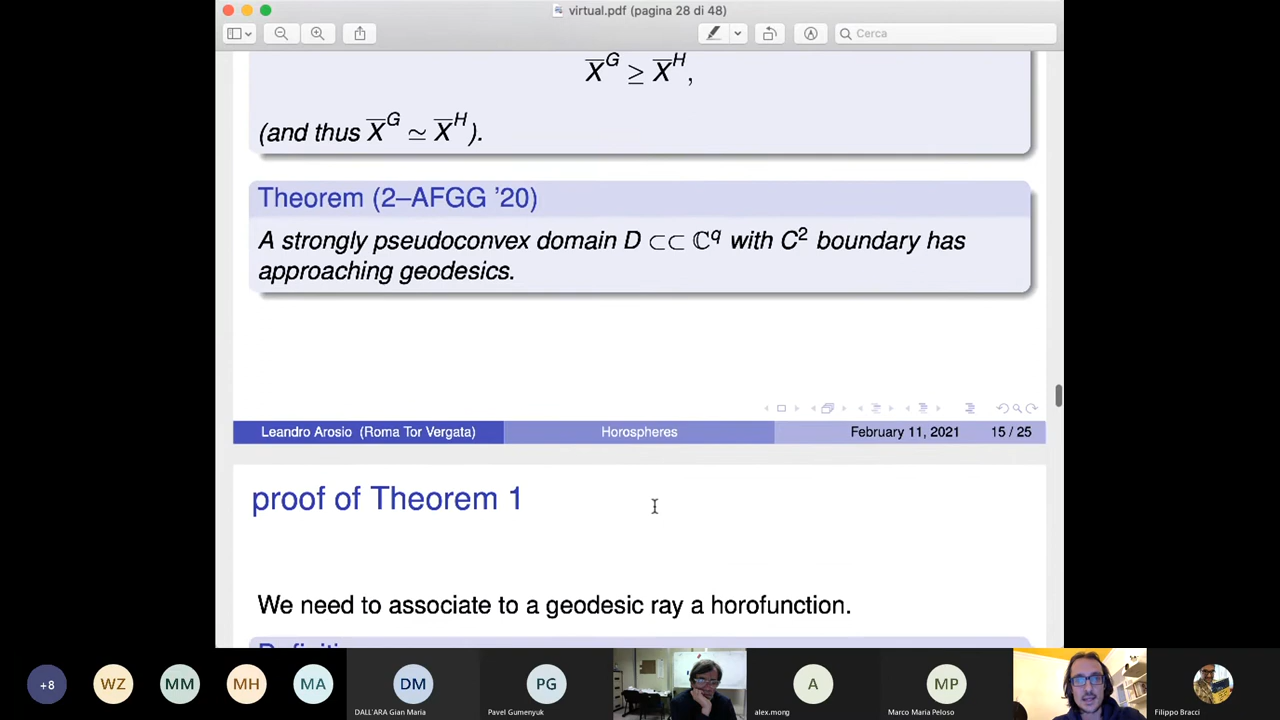 virtual.pdf (pagina 28 di 48)
Cerca
X̅ᴳ ≥ X̅ᴴ,
(and thus X̅ᴳ ≃ X̅ᴴ).
Theorem (2–AFGG '20)
A strongly pseudoconvex domain D ⊂⊂ ℂ^q with C² boundary has
approaching geodesics.
Leandro Arosio (Roma Tor Vergata) Horospheres February 11, 2021 15 / 25
proof of Theorem 1
We need to associate to a geodesic ray a horofunction.
+8 WZ MM MH MA DM PG A MP
DALL'ARA Gian Maria Pavel Gumenyuk alex.mong Marco Maria Peloso Filippo Bracci